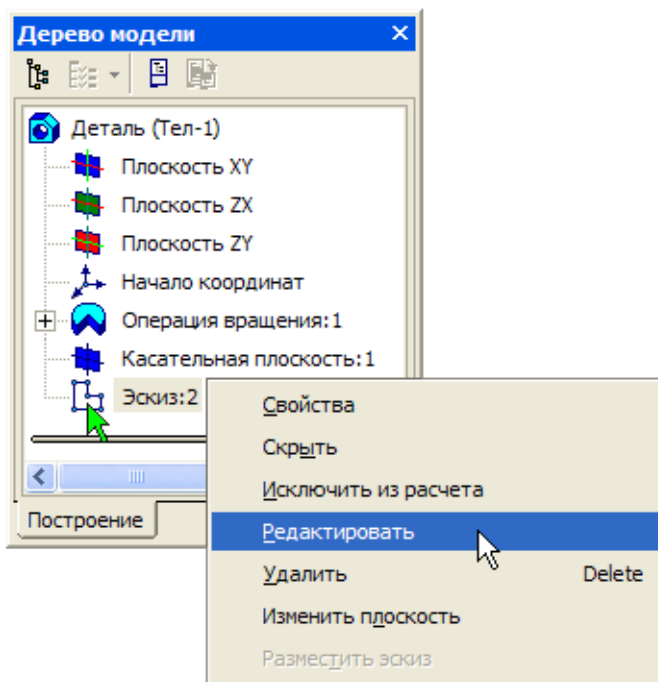 Дерево модели
Деталь (Тел-1)
Плоскость XY
Плоскость ZX
Плоскость ZY
Начало координат
Операция вращения:1
Касательная плоскость:1
Эскиз:2
Построение
Свойства
Скрыть
Исключить из расчета
Редактировать
Удалить Delete
Изменить плоскость
Разместить эскиз